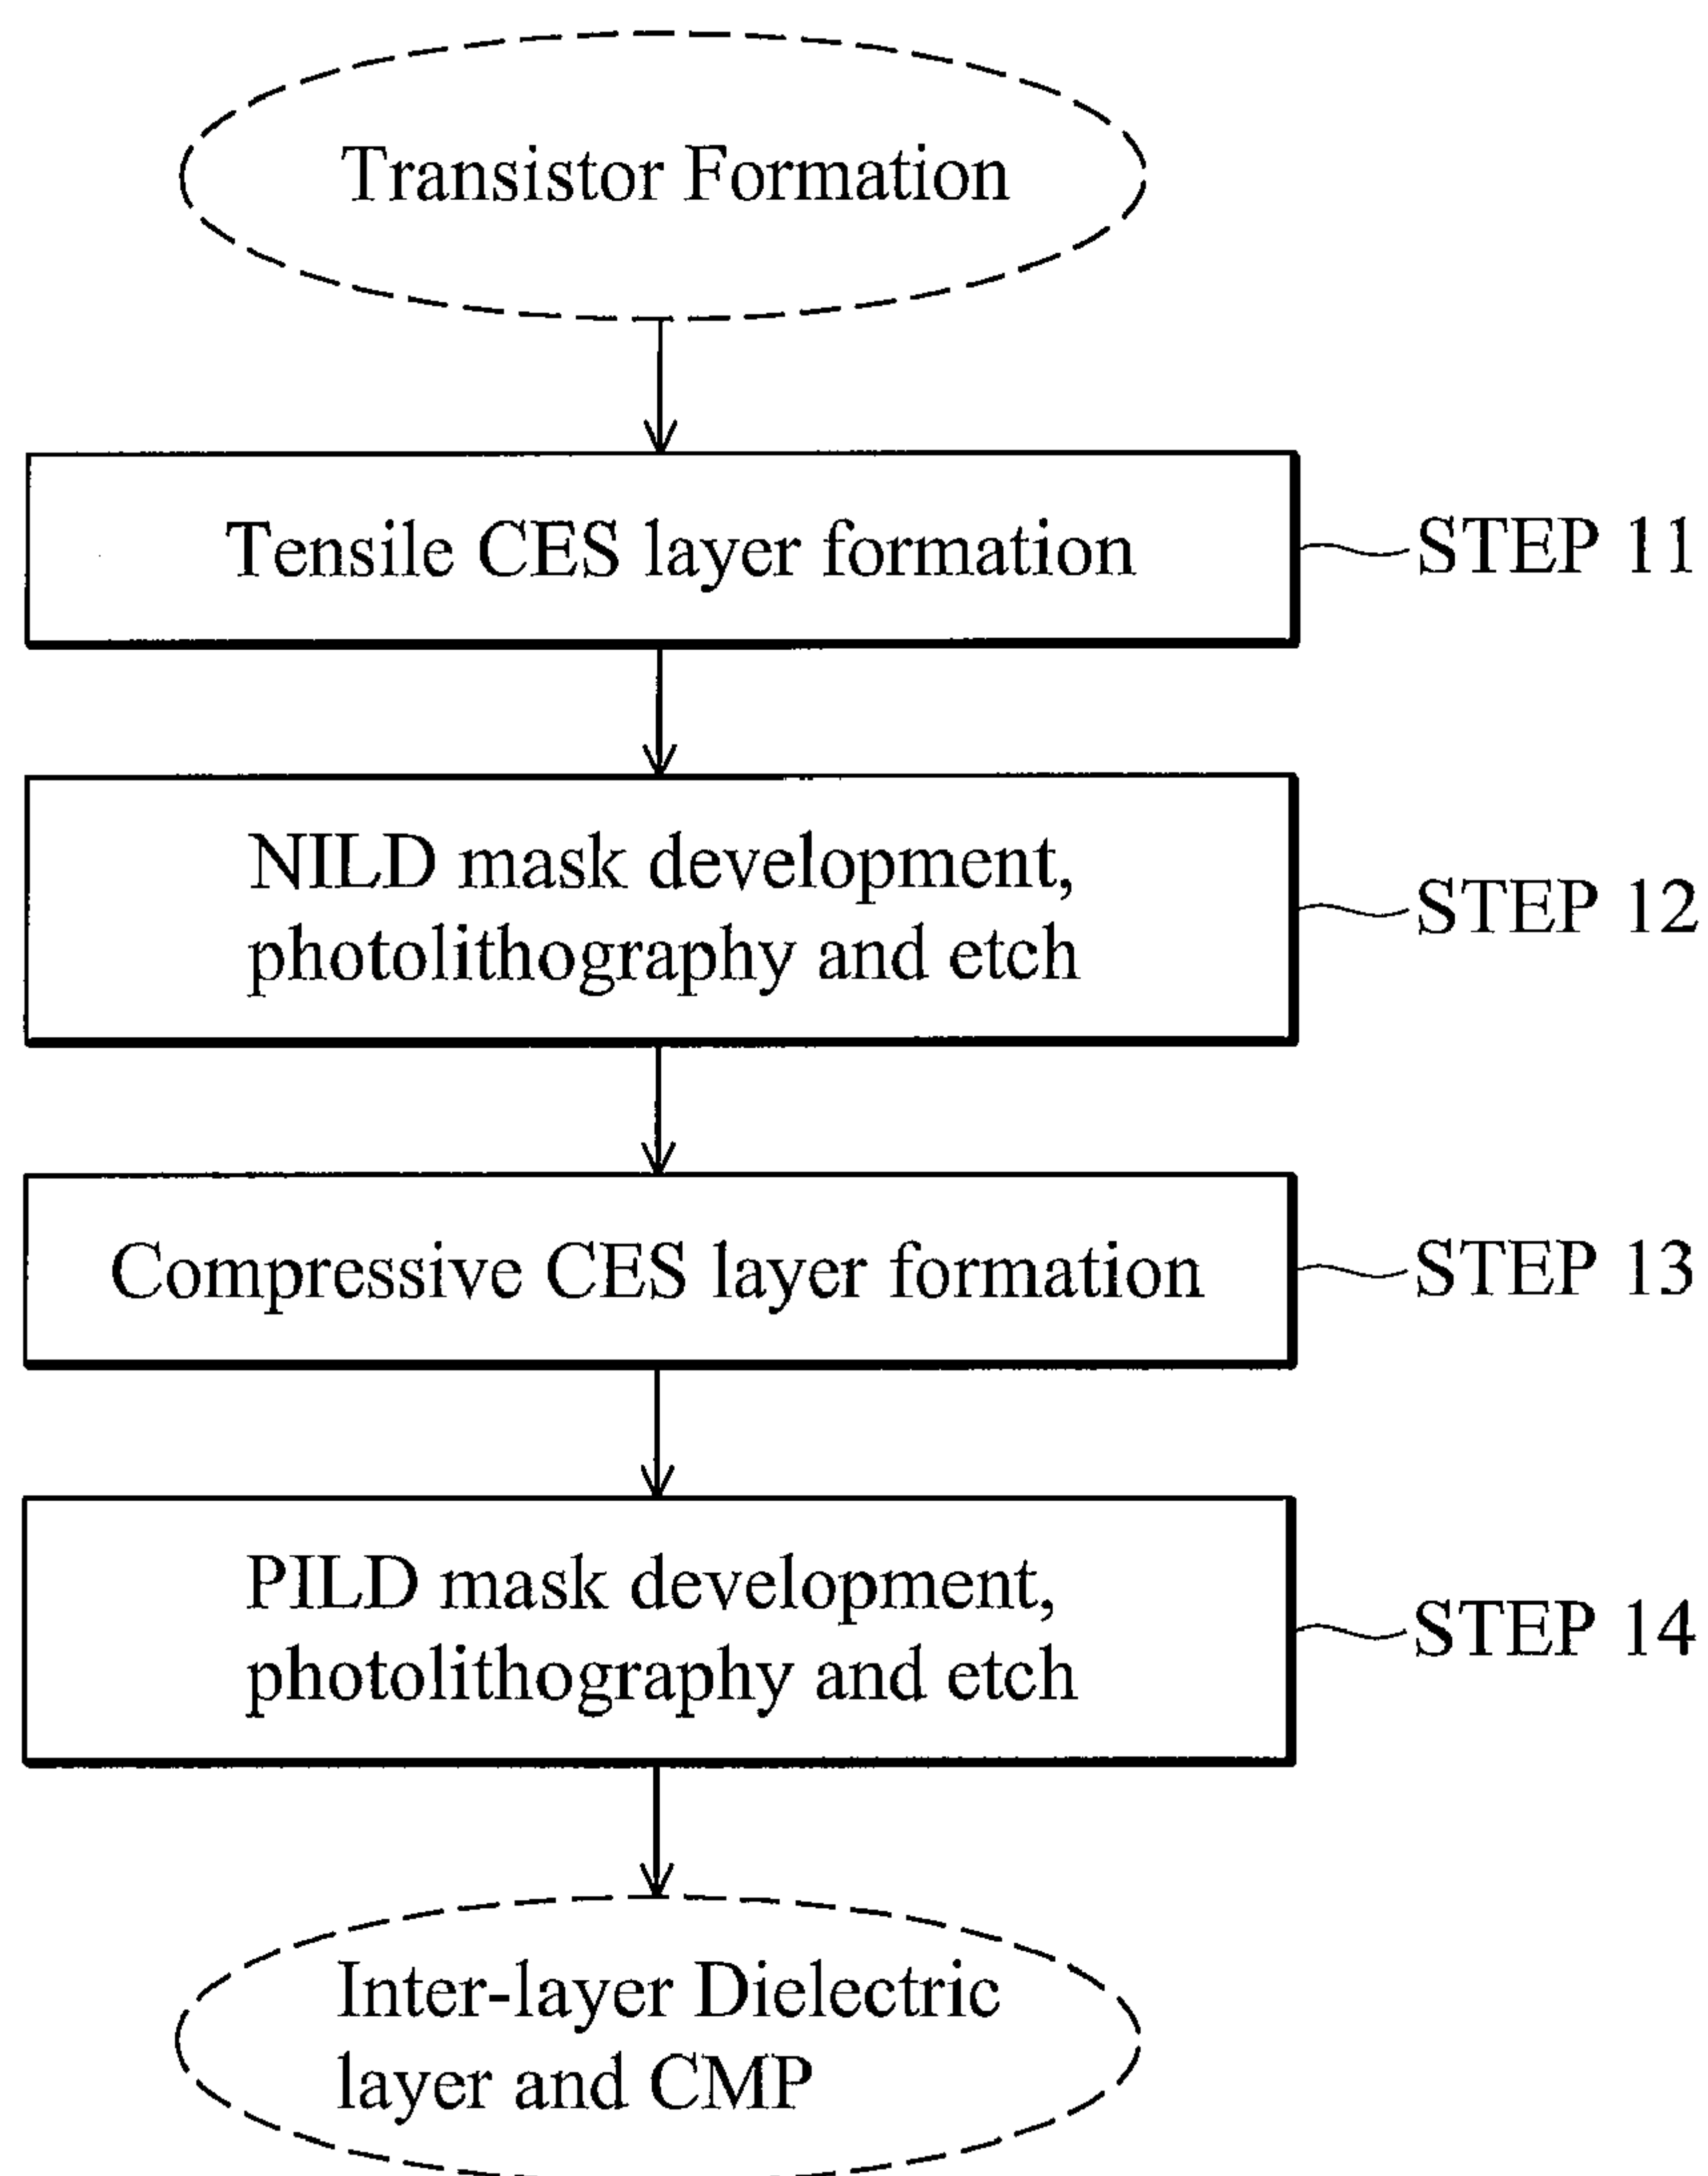 Transistor Formation
Tensile CES layer formation
STEP 11
NILD mask development,
photolithography and etch
STEP 12
Compressive CES layer formation
STEP 13
PILD mask development,
photolithography and etch
STEP 14
Inter-layer Dielectric
layer and CMP